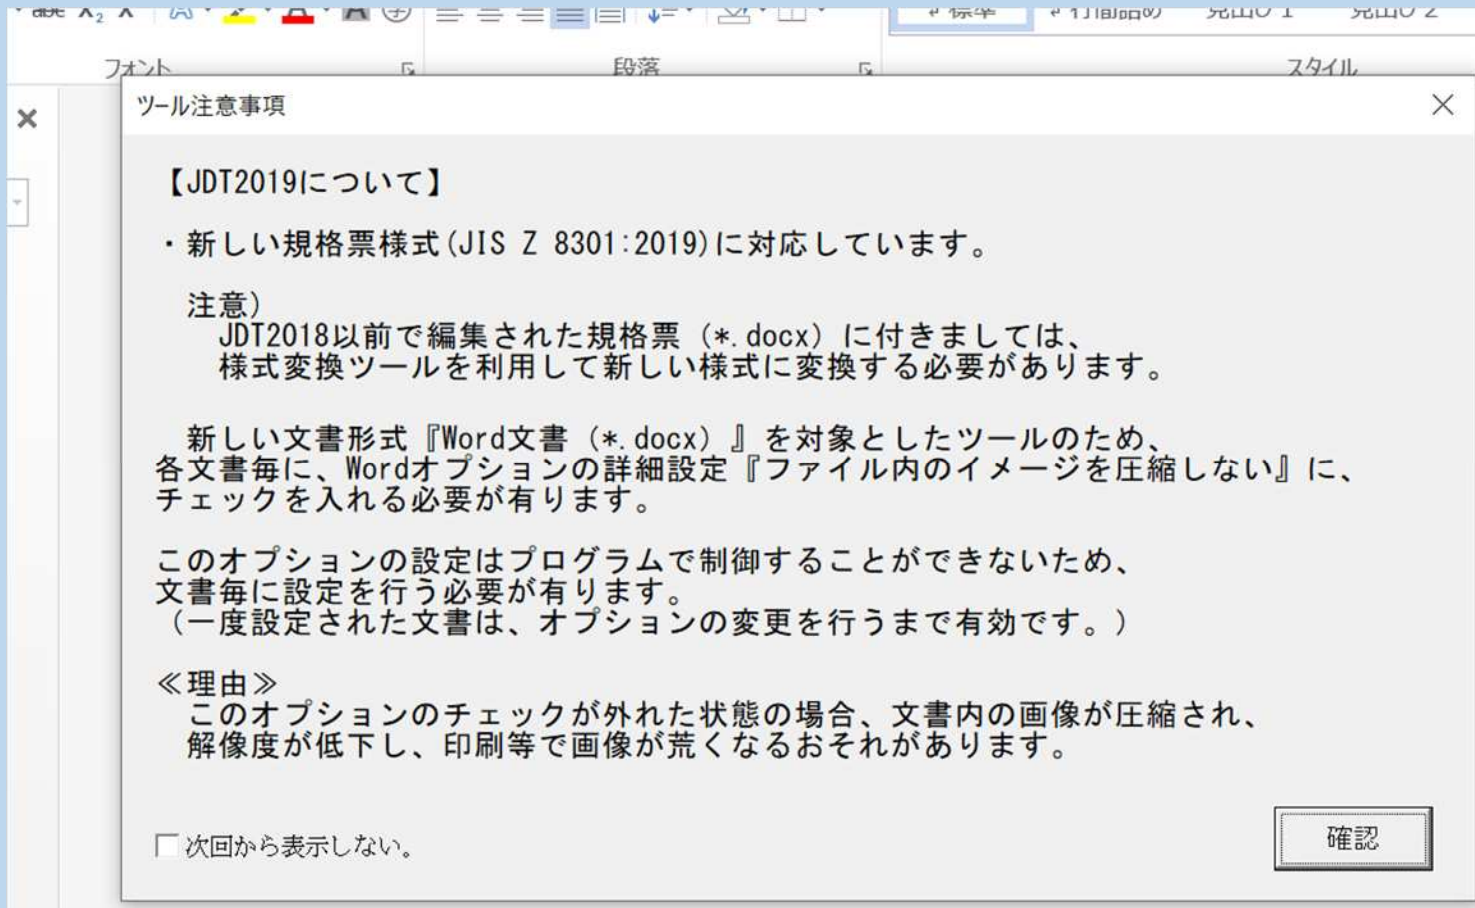 フォント 段落 スタイル
ツール注意事項
【JDT2019について】
・新しい規格票様式(JIS Z 8301:2019)に対応しています。
注意)
JDT2018以前で編集された規格票（*.docx）に付きましては、
様式変換ツールを利用して新しい様式に変換する必要があります。
新しい文書形式『Word文書（*.docx）』を対象としたツールのため、
各文書毎に、Wordオプションの詳細設定『ファイル内のイメージを圧縮しない』に、
チェックを入れる必要が有ります。
このオプションの設定はプログラムで制御することができないため、
文書毎に設定を行う必要が有ります。
（一度設定された文書は、オプションの変更を行うまで有効です。）
≪理由≫
このオプションのチェックが外れた状態の場合、文書内の画像が圧縮され、
解像度が低下し、印刷等で画像が荒くなるおそれがあります。
次回から表示しない。
確認